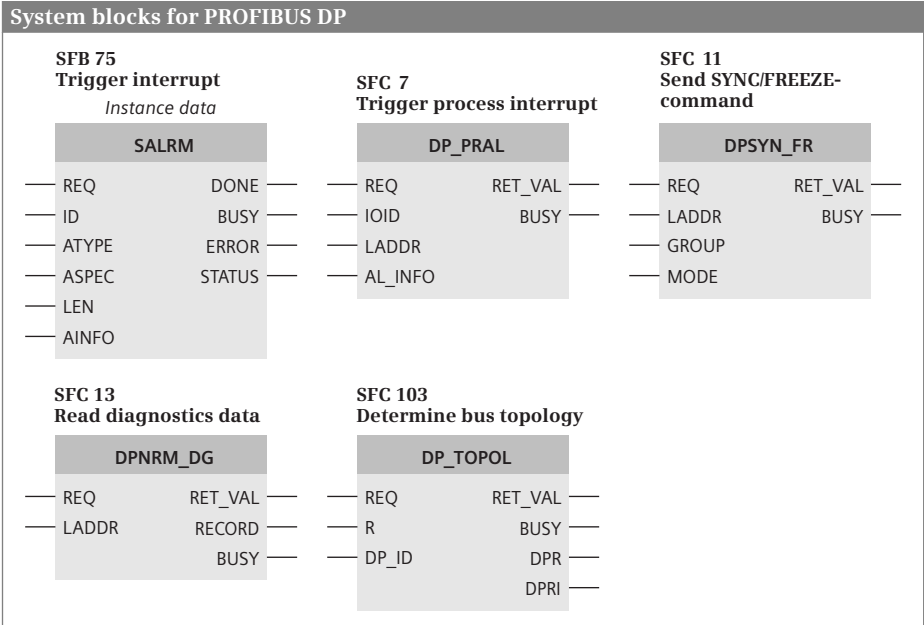 System blocks for PROFIBUS DP
SFB 75
Trigger interrupt
Instance data
SALRM
REQ DONE
ID BUSY
ATYPE ERROR
ASPEC STATUS
LEN
AINFO
SFC 7
Trigger process interrupt
DP_PRAL
REQ RET_VAL
IOID BUSY
LADDR
AL_INFO
SFC 11
Send SYNC/FREEZE-
command
DPSYN_FR
REQ RET_VAL
LADDR BUSY
GROUP
MODE
SFC 13
Read diagnostics data
DPNRM_DG
REQ RET_VAL
LADDR RECORD
BUSY
SFC 103
Determine bus topology
DP_TOPOL
REQ RET_VAL
R BUSY
DP_ID DPR
DPRI